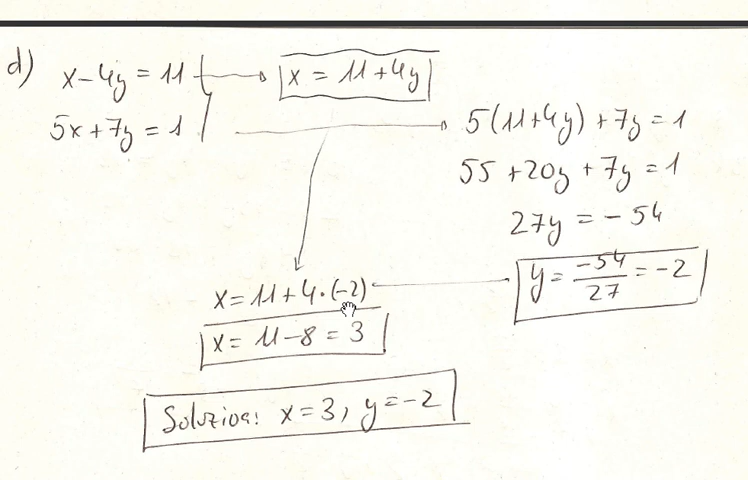 d) x-4y = 11 x = 11+4y
5x+7y = 1 5(11+4y)+7y=1
55+20y+7y=1
27y = -54
x=11+4·(-2) y= -54/27 = -2
x= 11-8 = 3
x=3, y=-2